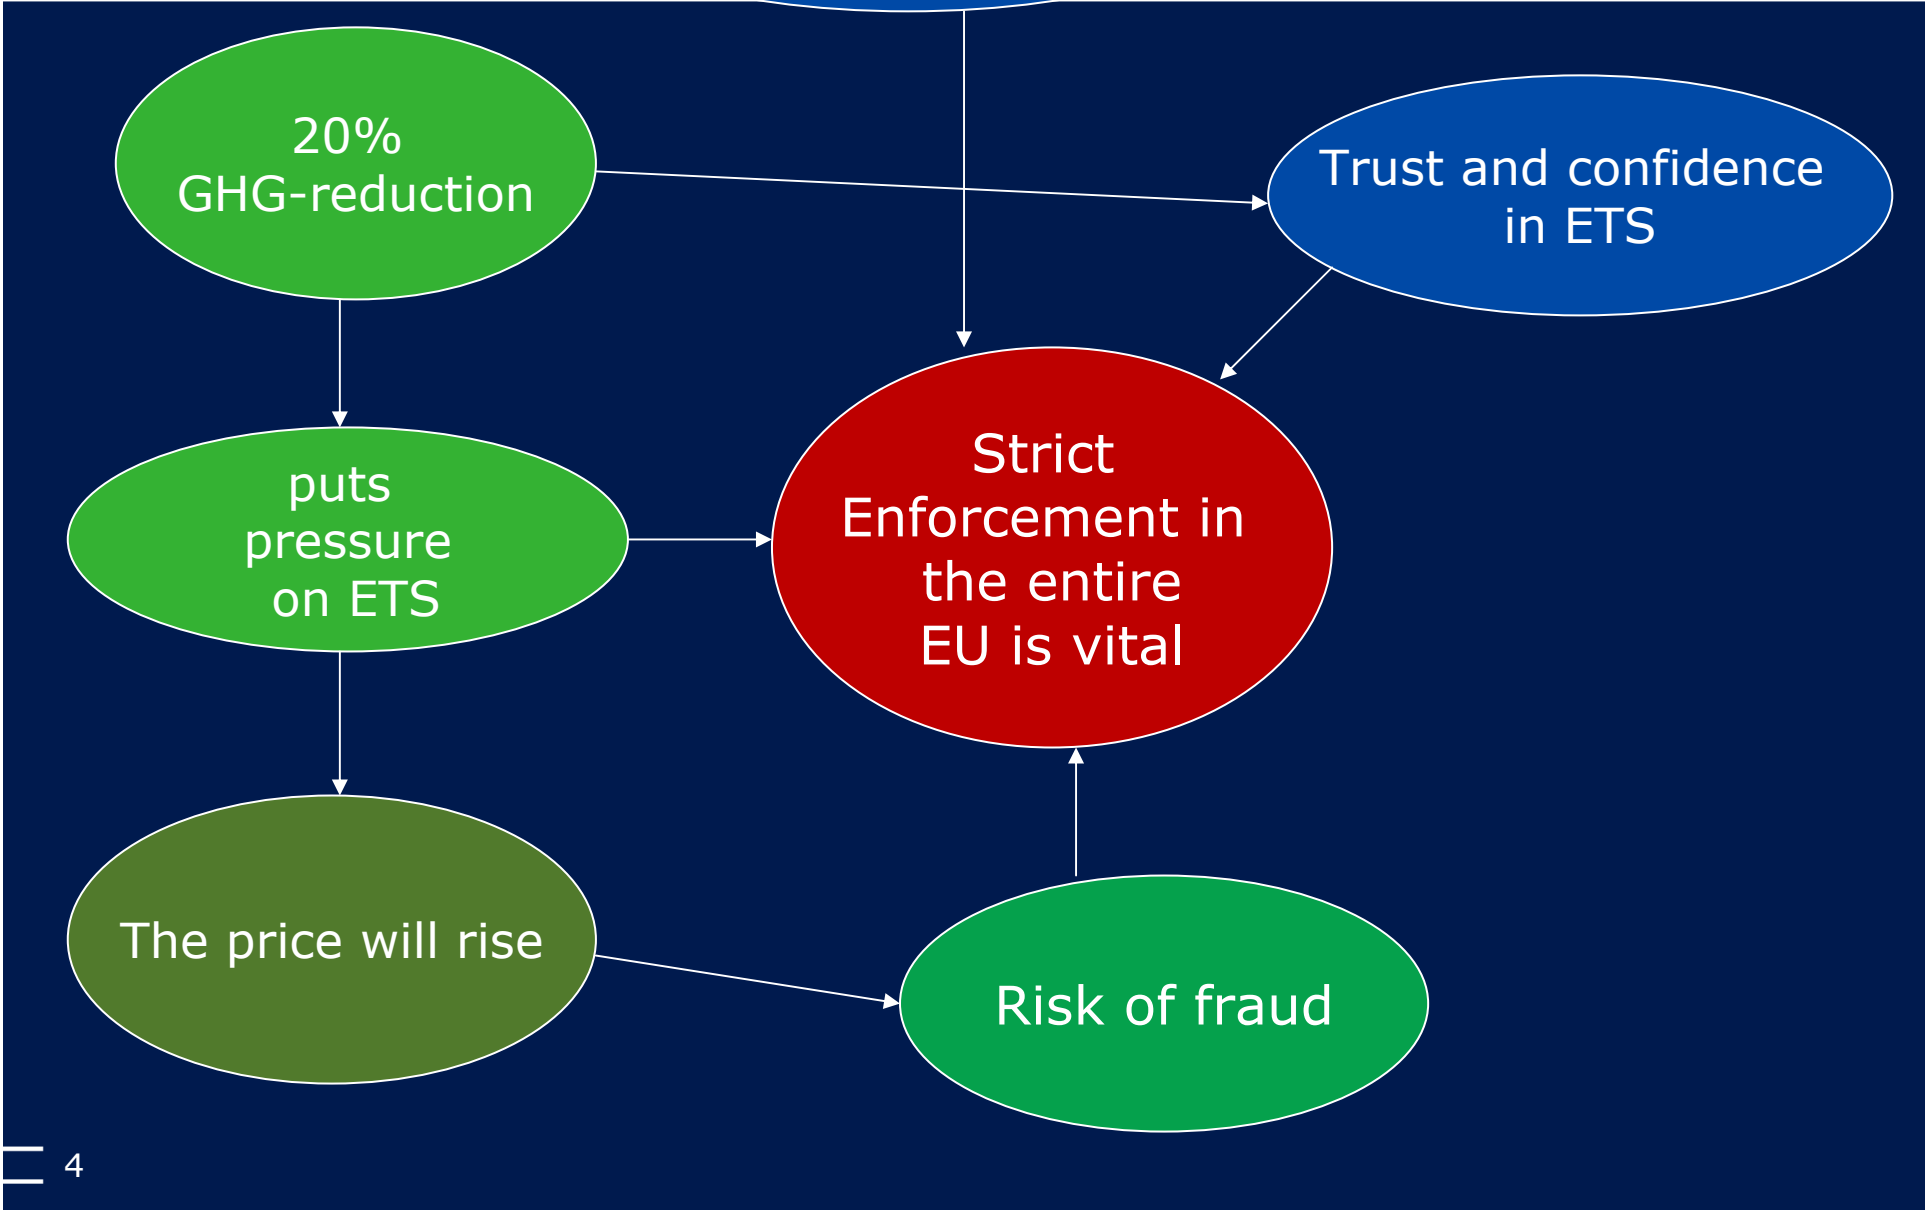 20%
GHG-reduction
Trust and confidence
in ETS
puts
pressure
on ETS
Strict
Enforcement in
the entire
EU is vital
The price will rise
Risk of fraud
4